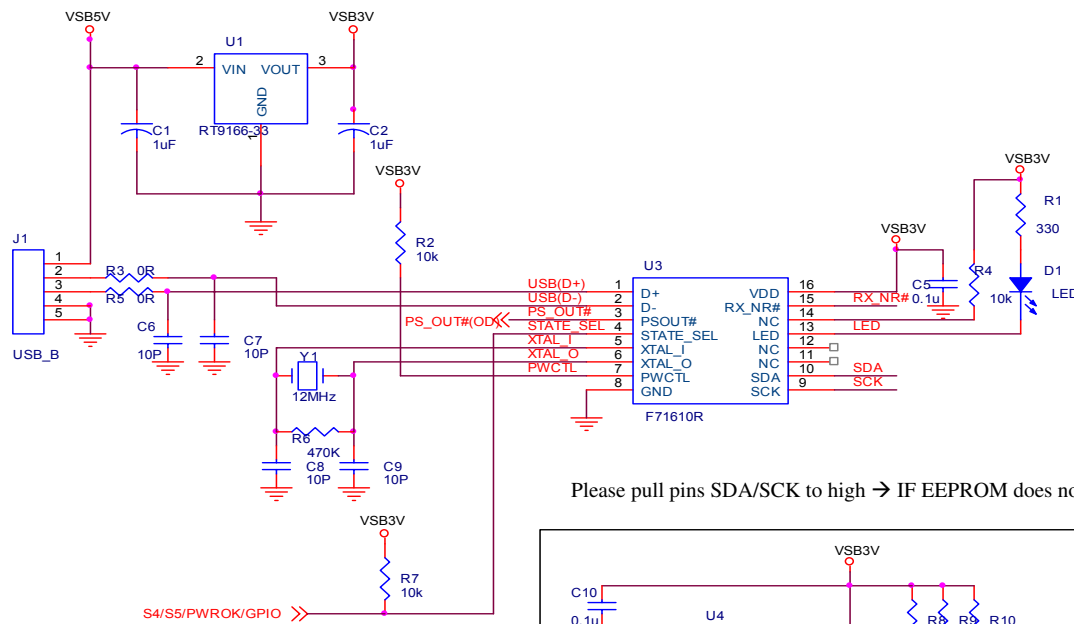 VSB5V
VSB3V
U1
2
VIN VOUT
3
GND
1
RT9166-33
C1
1uF
C2
1uF
VSB3V
R2
10k
J1
1
2
3
4
5
USB_B
R3 0R
R5 0R
C6
10P
C7
10P
Y1
12MHz
R6
470K
C8
10P
C9
10P
USB(D+)
USB(D-)
PS_OUT#
PS_OUT#(OD)
STATE_SEL
XTAL_I
XTAL_O
PWCTL
U3
1
2
3
4
5
6
7
8
D+
D-
PSOUT#
STATE_SEL
XTAL_I
XTAL_O
PWCTL
GND
VDD
RX_NR#
NC
LED
NC
NC
SDA
SCK
16
15
14
13
12
11
10
9
F71610R
RX_NR#
LED
SDA
SCK
VSB3V
C5
0.1u
R4
10k
VSB3V
R1
330
D1
LED
Please pull pins SDA/SCK to high → IF EEPROM does no
VSB3V
R7
10k
S4/S5/PWROK/GPIO
VSB3V
C10
0.1u
U4
R8 R9 R10